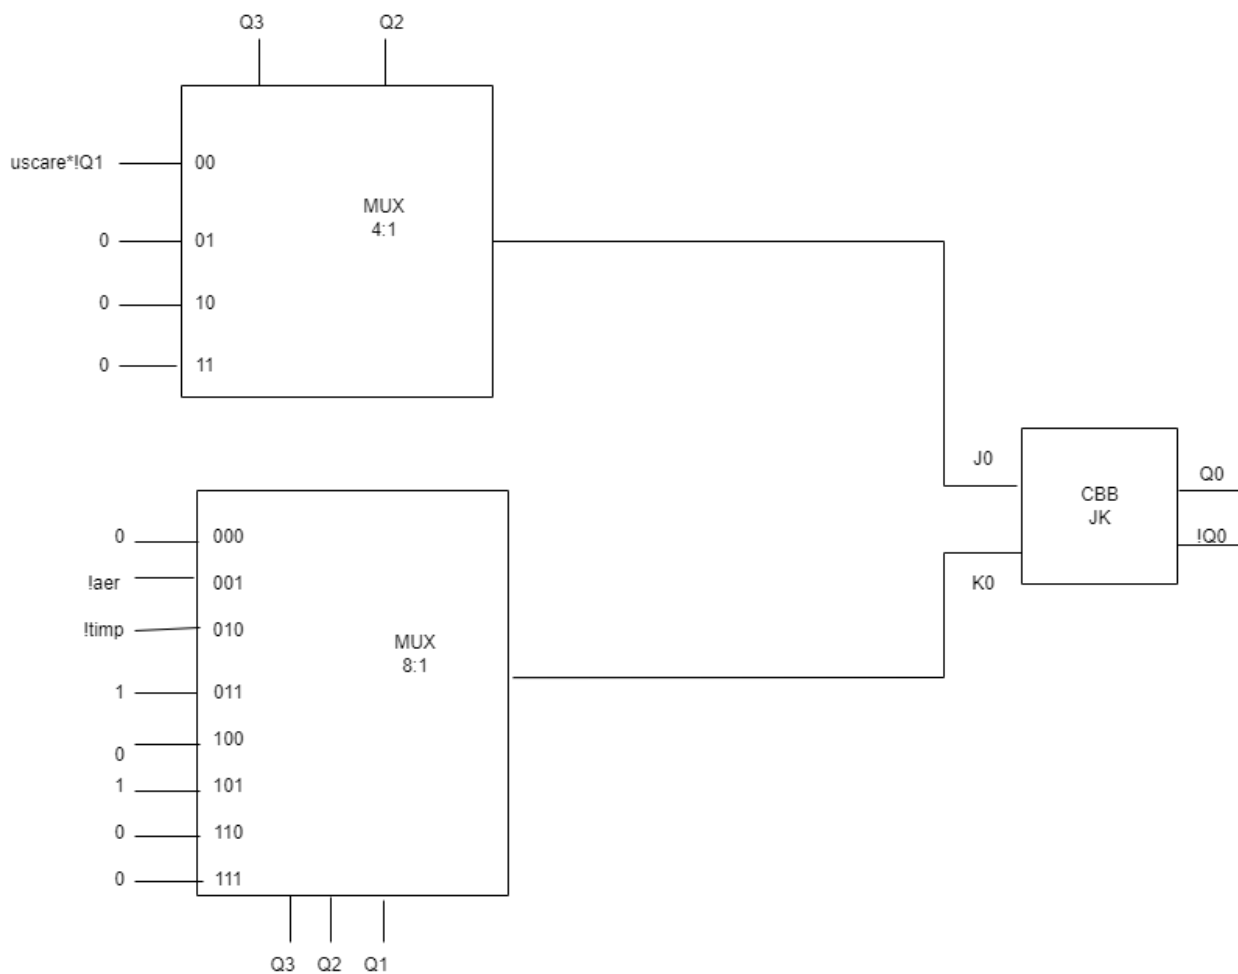 Q3 Q2
uscare*!Q1 00
MUX
4:1
0 01
0 10
0 11
J0
CBB
JK
Q0
!Q0
K0
0 000
!aer 001
!timp 010
MUX
8:1
1 011
0 100
1 101
0 110
0 111
Q3 Q2 Q1